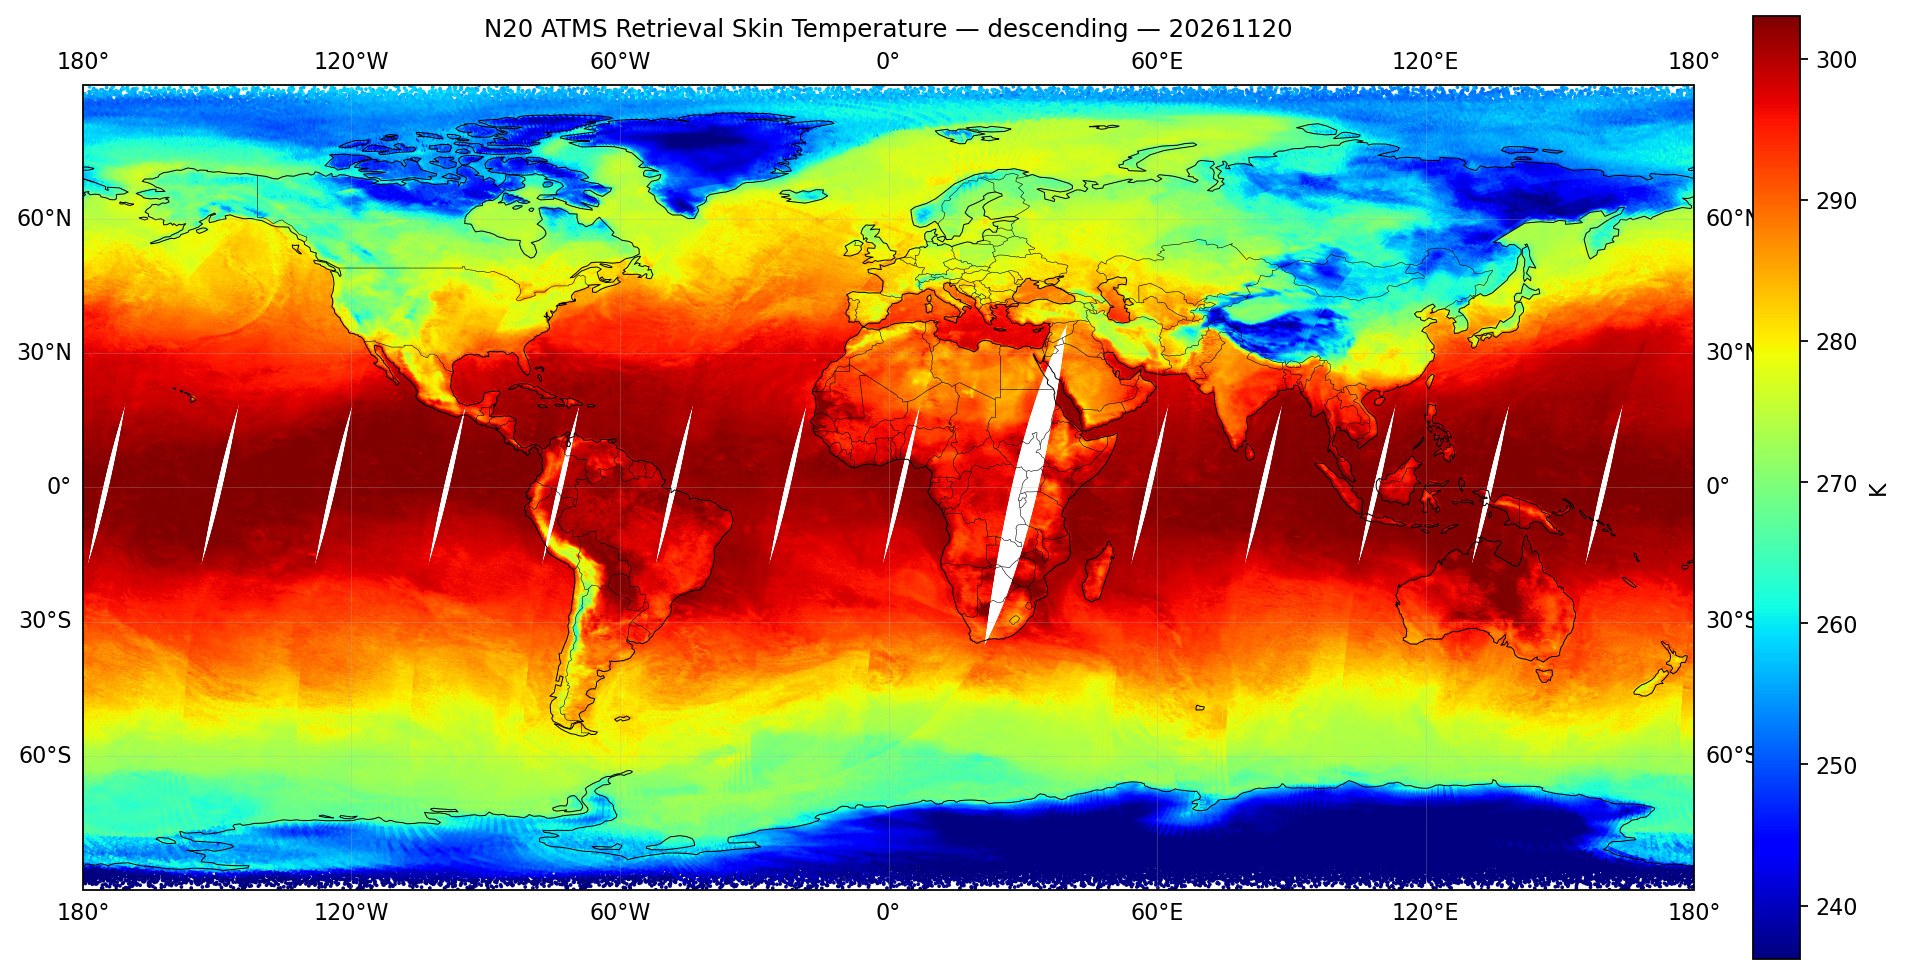 N20 ATMS Retrieval Skin Temperature — descending — 20261120
180° 120°W 60°W 0° 60°E 120°E 180°
300
290
60°N 60°N
280
30°N 30°N
270
0° 0° K
260
30°S 30°S
250
60°S 60°S
240
180° 120°W 60°W 0° 60°E 120°E 180°